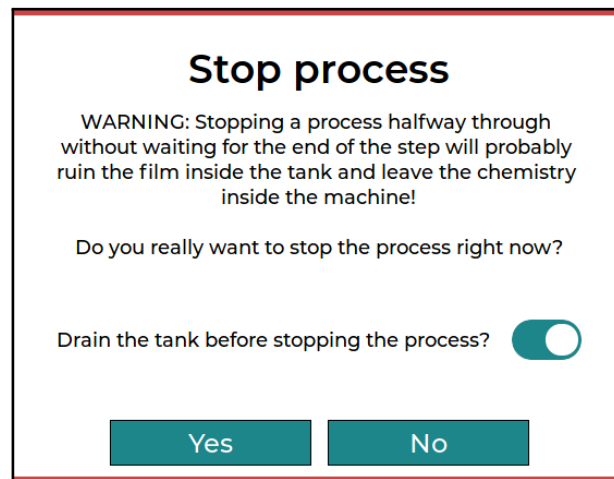 Stop process
WARNING: Stopping a process halfway through
without waiting for the end of the step will probably
ruin the film inside the tank and leave the chemistry
inside the machine!
Do you really want to stop the process right now?
Drain the tank before stopping the process?
Yes
No